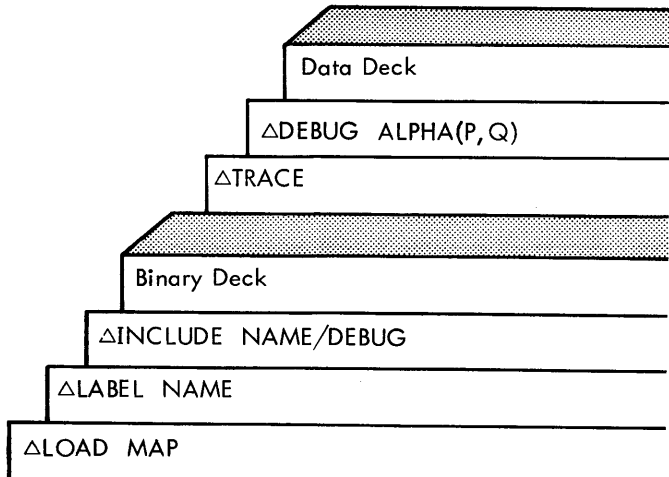 Data Deck
△DEBUG ALPHA(P,Q)
△TRACE
Binary Deck
△INCLUDE NAME/DEBUG
△LABEL NAME
△LOAD MAP